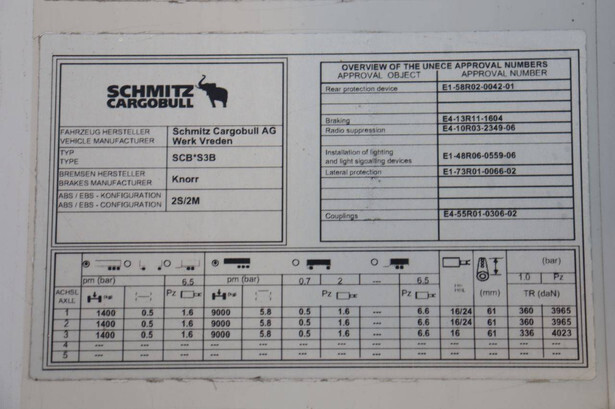 SCHMITZ
CARGOBULL
FAHRZEUG HERSTELLER
VEHICLE MANUFACTURER
Schmitz Cargobull AG
Werk Vreden
TYP
TYPE
SCB*S3B
BREMSEN HERSTELLER
BRAKES MANUFACTURER
Knorr
ABS / EBS - KONFIGURATION
ABS / EBS - CONFIGURATION
2S/2M
OVERVIEW OF THE UNECE APPROVAL NUMBERS
APPROVAL OBJECT APPROVAL NUMBER
Rear protection device E1-58R02-0042-01
Braking E4-13R11-1604
Radio suppression E4-10R03-2349-06
Installation of lighting
and light signalling devices E1-48R06-0559-06
Lateral protection E1-73R01-0066-02
Couplings E4-55R01-0306-02
(bar)
pm (bar) 6.5 pm (bar) 0.7 2 --- 6.5 1.0 Pz
ACHSL
AXLL
Pz Pz Pz (mm) TR (daN)
1 1400 0.5 1.6 9000 5.8 0.5 1.6 --- 6.6 16/24 61 360 3965
2 1400 0.5 1.6 9000 5.8 0.5 1.6 --- 6.6 16/24 61 360 3965
3 1400 0.5 1.6 9000 5.8 0.5 1.6 --- 6.6 16 61 336 4023
4 --- --- --- --- --- --- --- --- --- --- --- --- ---
5 --- --- --- --- --- --- --- --- --- --- --- --- ---